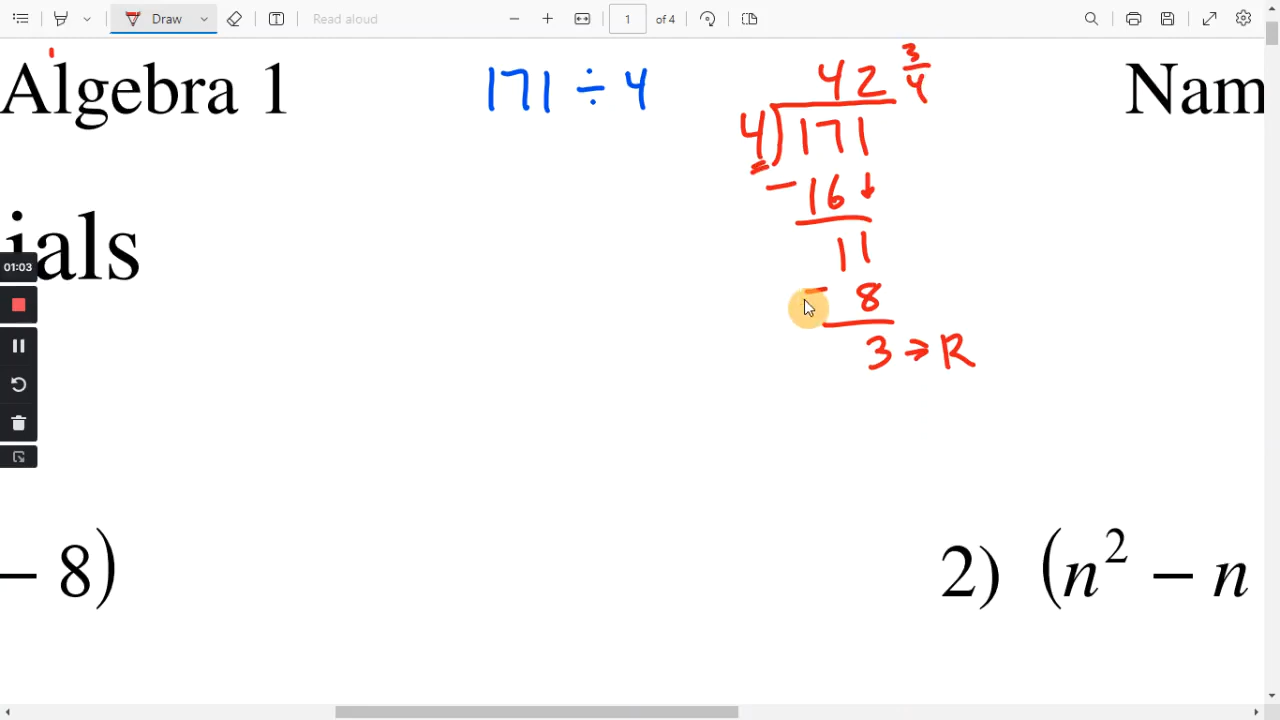 Draw
Read aloud
1 of 4
Algebra 1
171 ÷ 4
42 3/4
4)171
Nam
- 16
11
- 8
3 → R
ials
01:03
– 8)
2) (n² – n